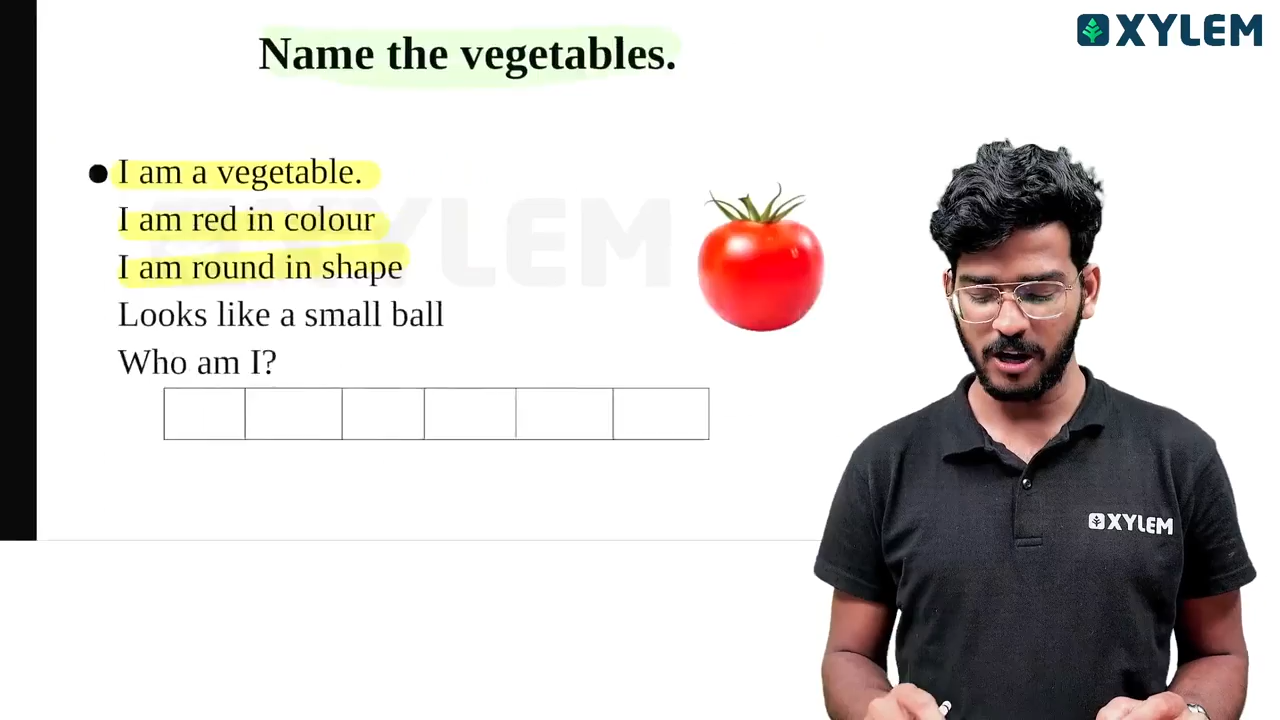 XYLEM
Name the vegetables.
I am a vegetable.
I am red in colour
I am round in shape
Looks like a small ball
Who am I?
XYLEM
XYLEM